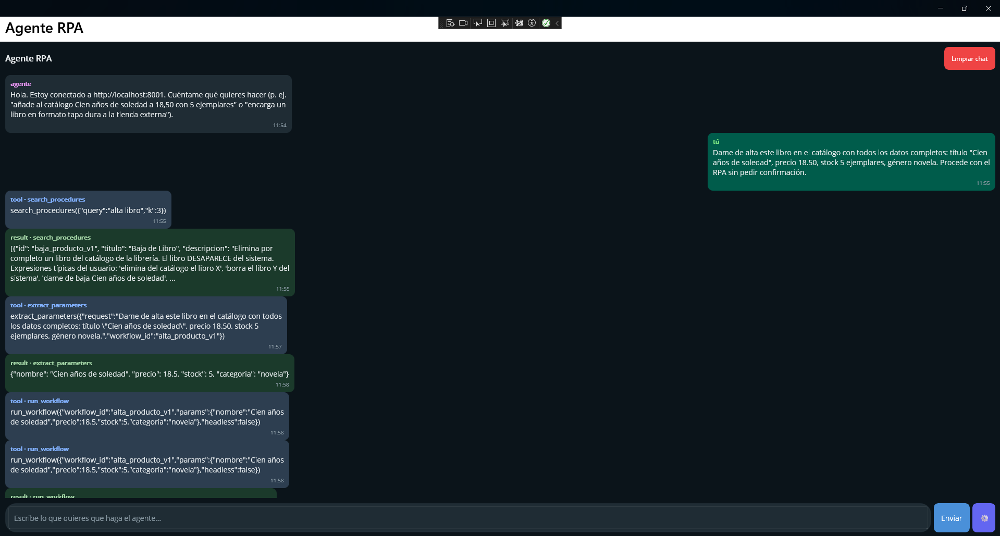 Agente RPA
Agente RPA
Limpiar chat
agente
Hola. Estoy conectado a http://localhost:8001. Cuéntame qué quieres hacer (p. ej.
"añade al catálogo Cien años de soledad a 18,50 con 5 ejemplares" o "encarga un
libro en formato tapa dura a la tienda externa").
11:54
tú
Dame de alta este libro en el catálogo con todos los datos completos: título "Cien
años de soledad", precio 18.50, stock 5 ejemplares, género novela. Procede con el
RPA sin pedir confirmación.
11:55
tool · search_procedures
search_procedures({"query":"alta libro","k":3})
11:55
result · search_procedures
[{"id": "baja_producto_v1", "titulo": "Baja de Libro", "descripcion": "Elimina por
completo un libro del catálogo de la librería. El libro DESAPARECE del sistema.
Expresiones típicas del usuario: 'elimina del catálogo el libro X', 'borra el libro Y del
sistema', 'dame de baja Cien años de soledad', ...
11:55
tool · extract_parameters
extract_parameters({"request":"Dame de alta este libro en el catálogo con todos
los datos completos: título \"Cien años de soledad\", precio 18.50, stock 5
ejemplares, género novela.","workflow_id":"alta_producto_v1"})
11:57
result · extract_parameters
{"nombre": "Cien años de soledad", "precio": 18.5, "stock": 5, "categoria": "novela"}
11:58
tool · run_workflow
run_workflow({"workflow_id":"alta_producto_v1","params":{"nombre":"Cien años
de soledad","precio":18.5,"stock":5,"categoria":"novela"},"headless":false})
11:58
tool · run_workflow
run_workflow({"workflow_id":"alta_producto_v1","params":{"nombre":"Cien años
de soledad","precio":18.5,"stock":5,"categoria":"novela"},"headless":false})
11:58
result · run_workflow
Escribe lo que quieres que haga el agente...
Enviar